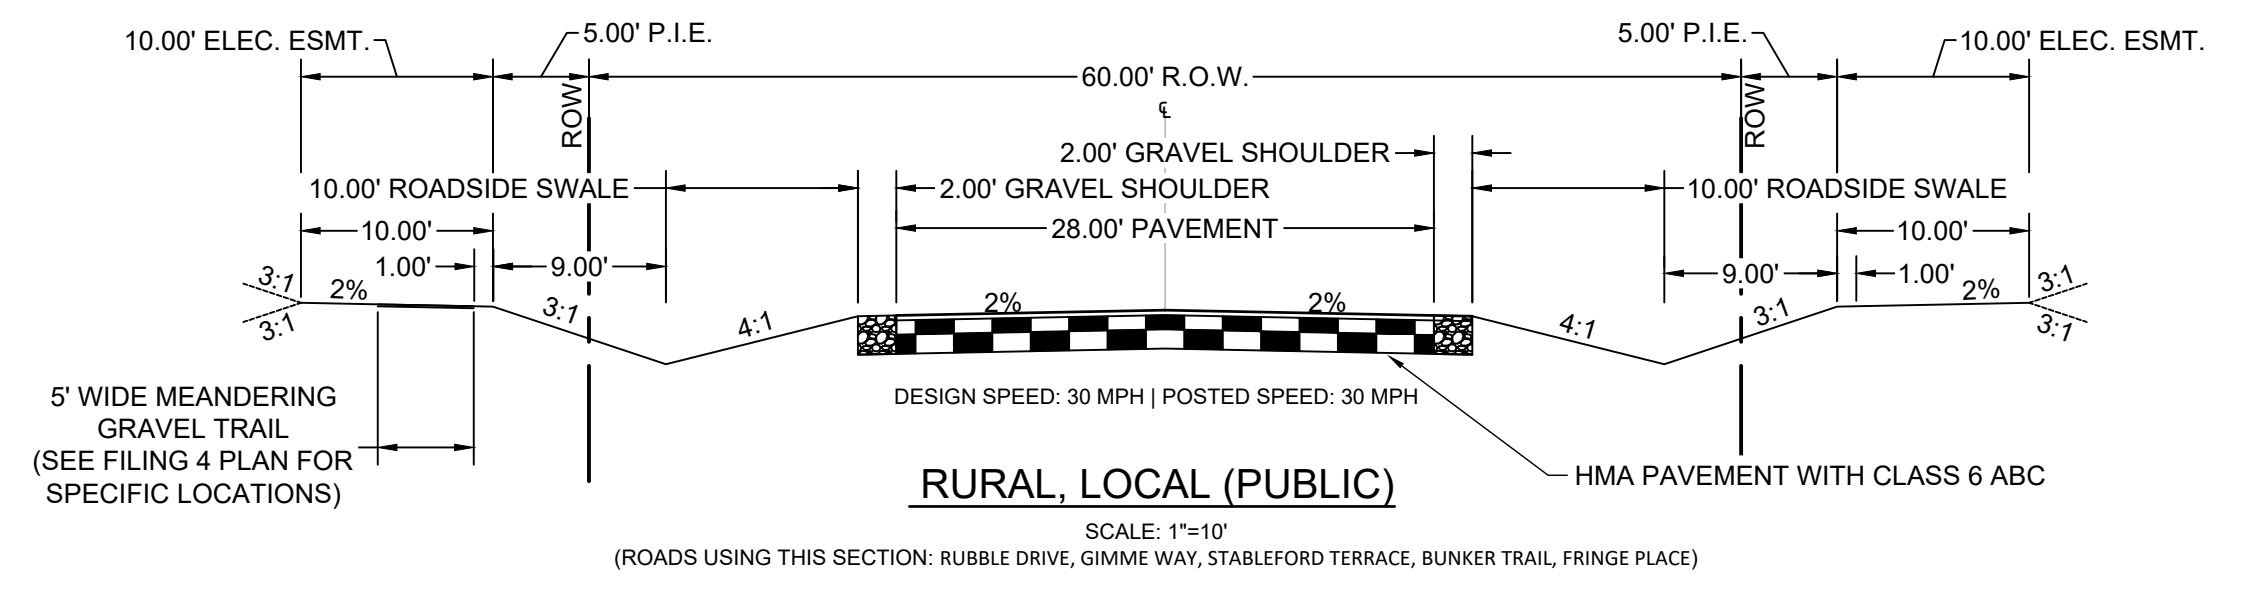 10.00' ELEC. ESMT.
5.00' P.I.E.
5.00' P.I.E.
10.00' ELEC. ESMT.
60.00' R.O.W.
ROW
℄
ROW
2.00' GRAVEL SHOULDER
10.00' ROADSIDE SWALE
2.00' GRAVEL SHOULDER
10.00' ROADSIDE SWALE
10.00'
28.00' PAVEMENT
10.00'
1.00'
9.00'
9.00'
1.00'
3:1
2%
3:1
3:1
4:1
2%
2%
4:1
3:1
2%
3:1
3:1
DESIGN SPEED: 30 MPH | POSTED SPEED: 30 MPH
5' WIDE MEANDERING
GRAVEL TRAIL
(SEE FILING 4 PLAN FOR
SPECIFIC LOCATIONS)
HMA PAVEMENT WITH CLASS 6 ABC
RURAL, LOCAL (PUBLIC)
SCALE: 1"=10'
(ROADS USING THIS SECTION: RUBBLE DRIVE, GIMME WAY, STABLEFORD TERRACE, BUNKER TRAIL, FRINGE PLACE)